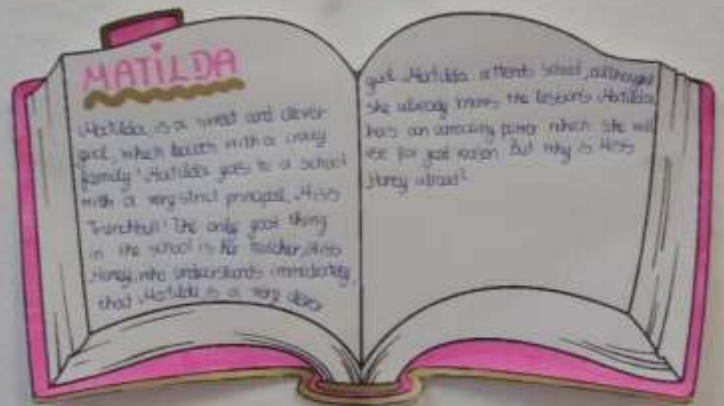 MATILDA
Matilda is a sweet and clever
girl, which leaves with a crazy
family! Matilda goes to a school
with a very strict principal, Miss
Trunchbull! The only good thing
in the school is her teacher, Miss
Honey, who understands immediately,
that Matilda is a very clever
girl. Matilda attends school, although
she already knows the lessons. Matilda
has an amazing power which she will
use for good reason. But why is Miss
Honey afraid?